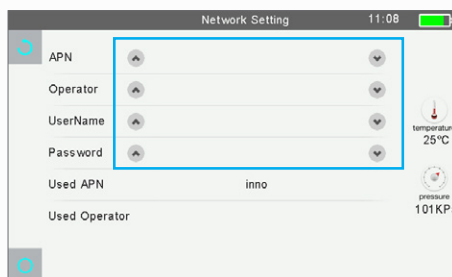 Network Setting 11:08
APN
Operator
UserName
Password
Used APN inno
Used Operator
temperature
25°C
pressure
101KP